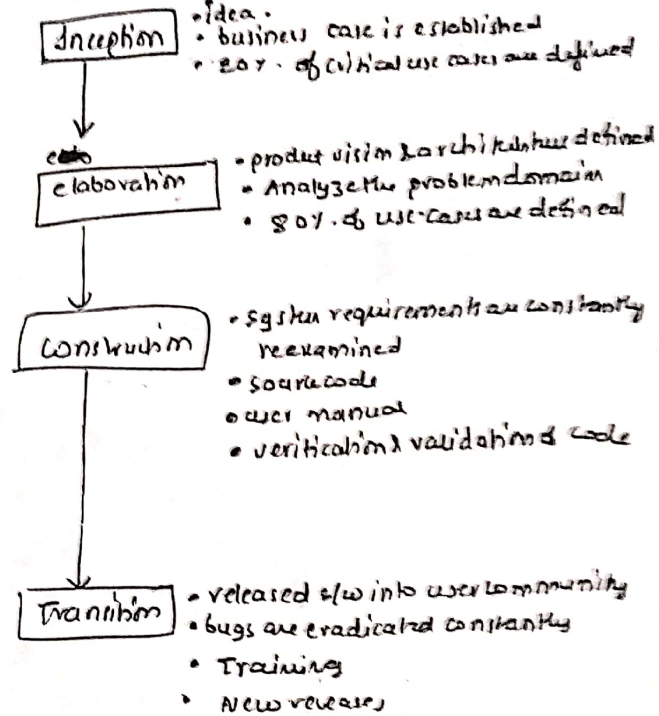 Inception
• idea.
• business case is established
• 20%. of critical use cases are defined
elaboration
• product vision & architecture defined
• Analyze the problem domain
• 80%. of use-cases are defined
Construction
• System requirements are constantly
reexamined
• source code
• user manual
• verification & validation of code
Transition
• released s/w into user community
• bugs are eradicated constantly
• Training
• New releases